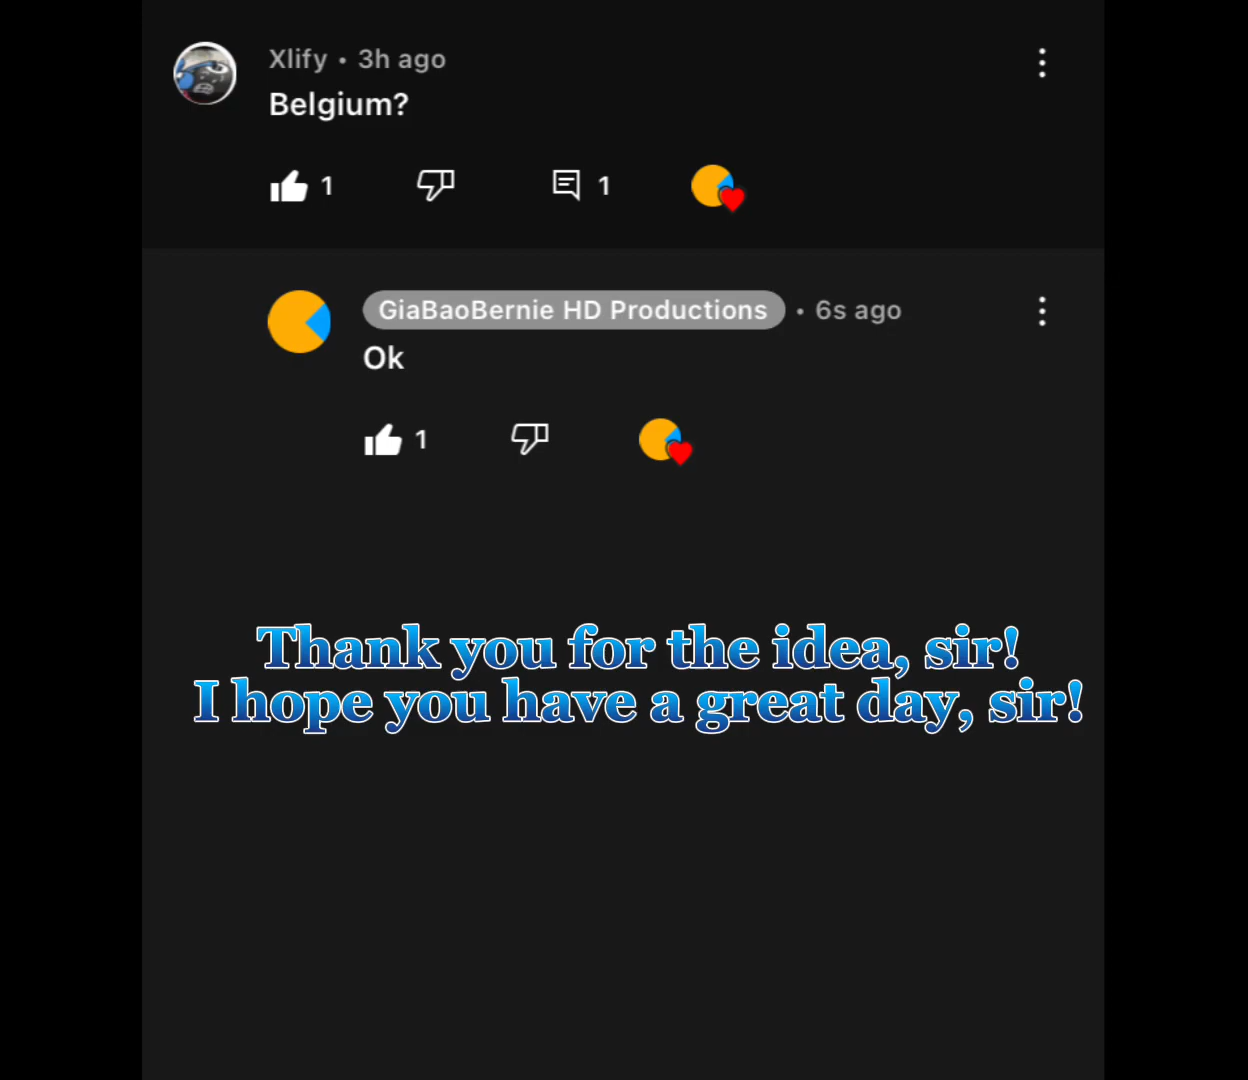 Xlify • 3h ago
Belgium?
1
1
GiaBaoBernie HD Productions • 6s ago
Ok
1
Thank you for the idea, sir!
I hope you have a great day, sir!